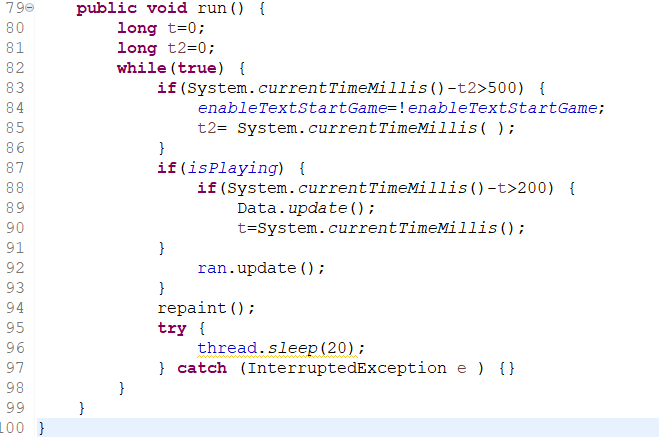 79 public void run() {
80 long t=0;
81 long t2=0;
82 while(true) {
83 if(System.currentTimeMillis()-t2>500) {
84 enableTextStartGame=!enableTextStartGame;
85 t2= System.currentTimeMillis( );
86 }
87 if(isPlaying) {
88 if(System.currentTimeMillis()-t>200) {
89 Data.update();
90 t=System.currentTimeMillis();
91 }
92 ran.update();
93 }
94 repaint();
95 try {
96 thread.sleep(20);
97 } catch (InterruptedException e ) {}
98 }
99 }
100 }